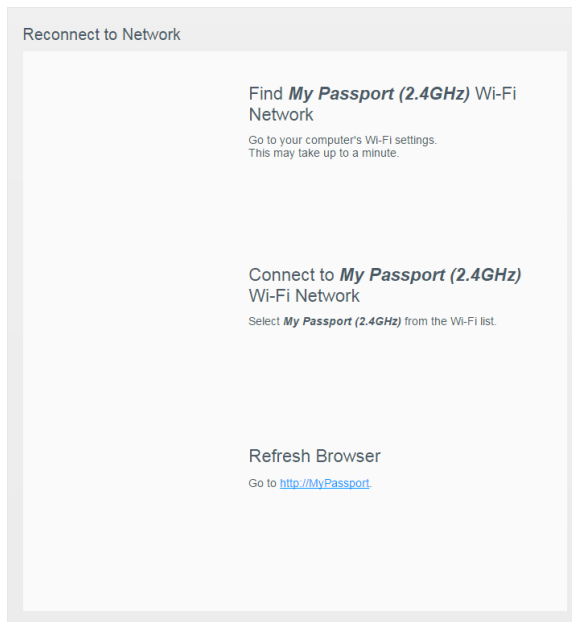 Reconnect to Network
Find My Passport (2.4GHz) Wi-Fi
Network
Go to your computer's Wi-Fi settings.
This may take up to a minute.
Connect to My Passport (2.4GHz)
Wi-Fi Network
Select My Passport (2.4GHz) from the Wi-Fi list.
Refresh Browser
Go to http://MyPassport.